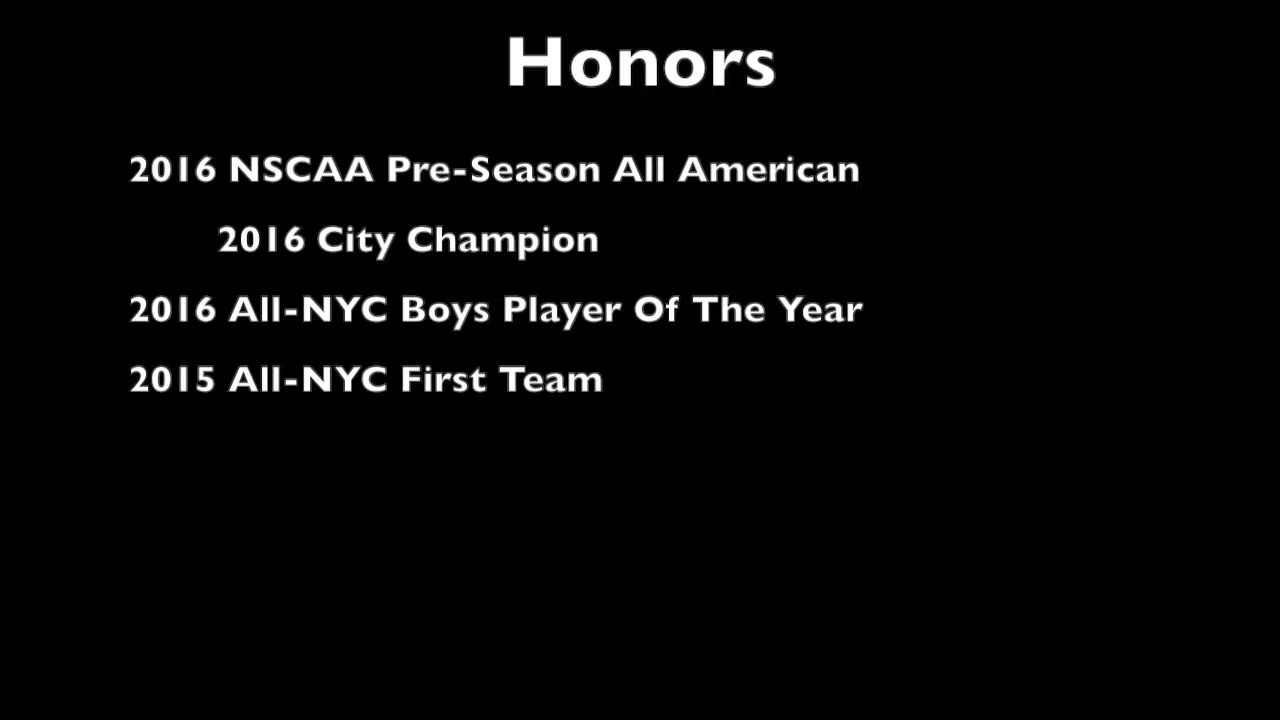 Honors
2016 NSCAA Pre-Season All American
2016 City Champion
2016 All-NYC Boys Player Of The Year
2015 All-NYC First Team